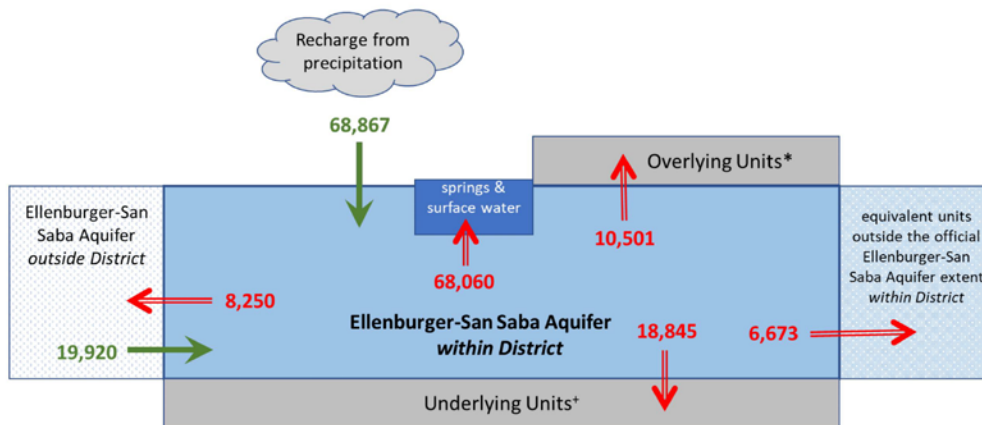 Recharge from
precipitation
68,867
Overlying Units*
springs &
surface water
Ellenburger-San
Saba Aquifer
outside District
10,501
equivalent units
outside the official
Ellenburger-San
Saba Aquifer extent
within District
68,060
8,250
Ellenburger-San Saba Aquifer
within District
18,845
6,673
19,920
Underlying Units⁺